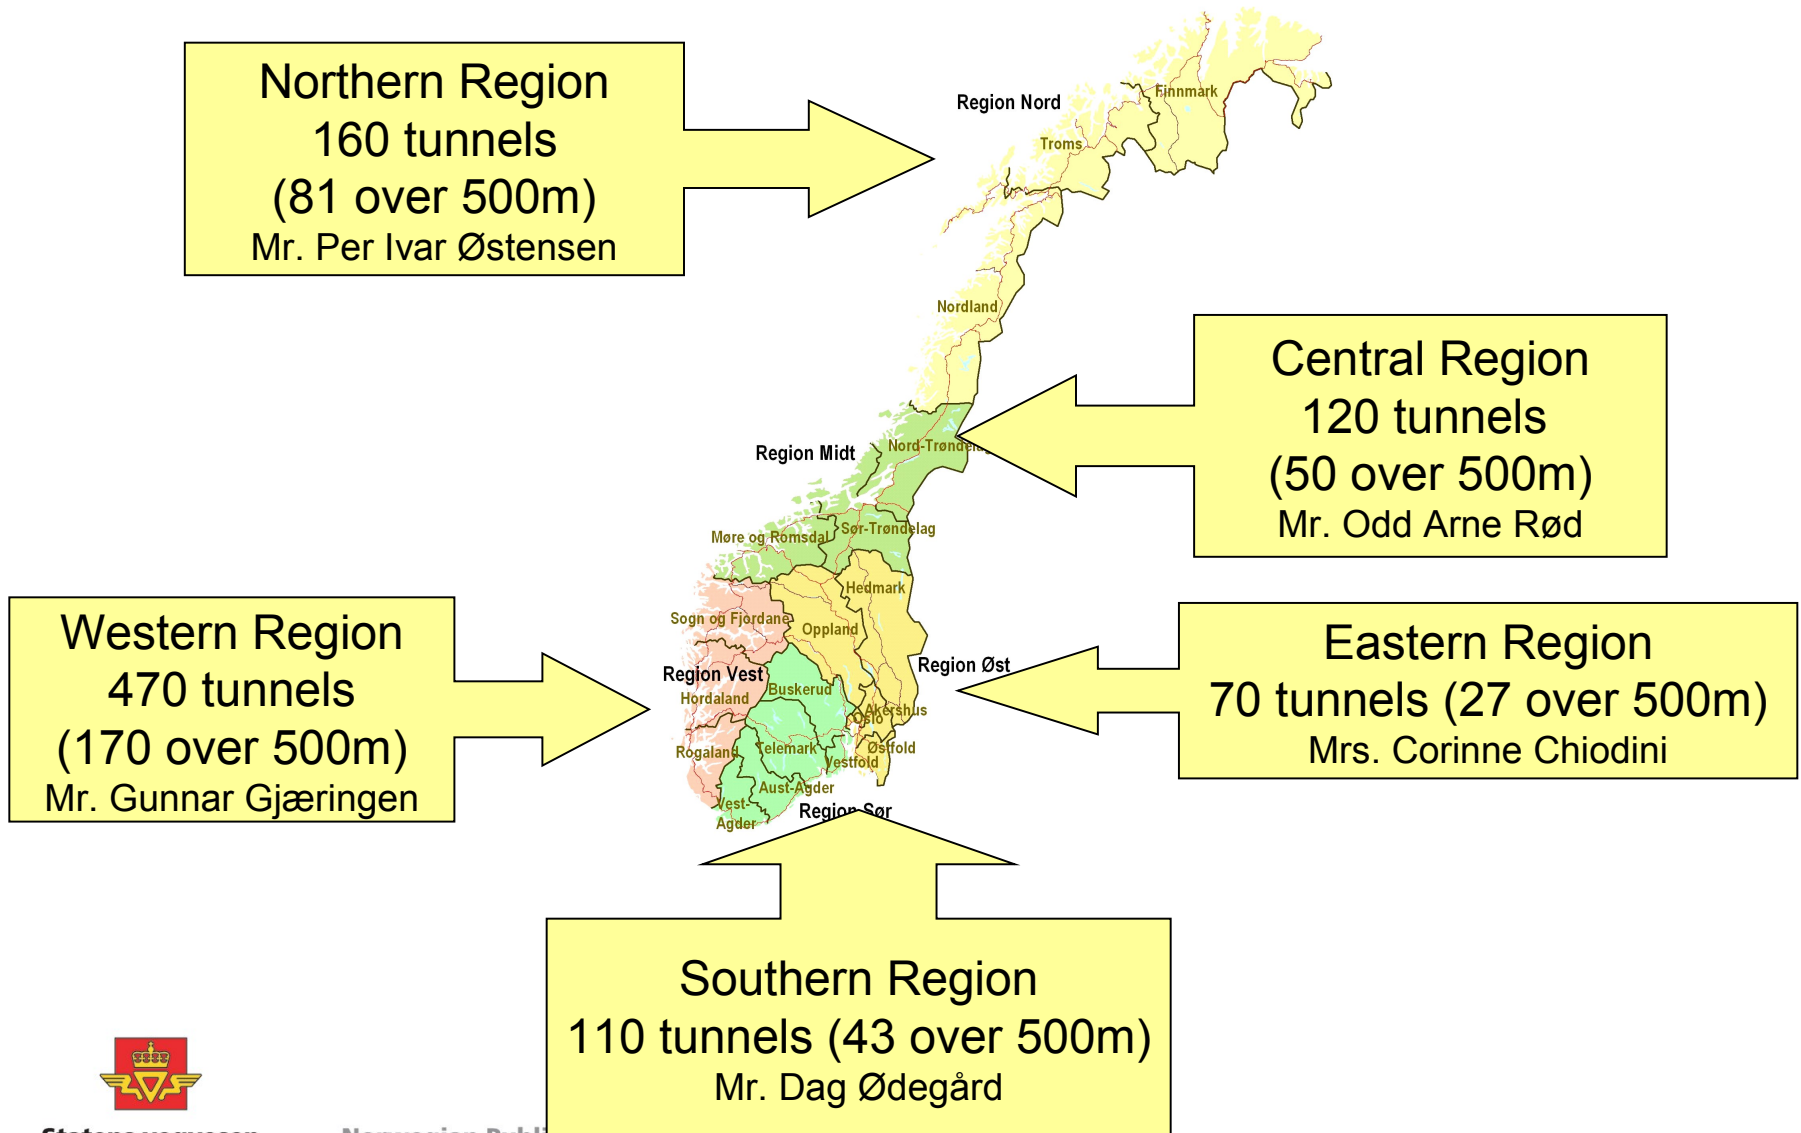 Northern Region
160 tunnels
(81 over 500m)
Mr. Per Ivar Østensen
Region Nord
Finnmark
Troms
Nordland
Central Region
120 tunnels
(50 over 500m)
Mr. Odd Arne Rød
Region Midt
Nord-Trøndelag
Møre og Romsdal
Sør-Trøndelag
Hedmark
Sogn og Fjordane
Oppland
Western Region
470 tunnels
(170 over 500m)
Mr. Gunnar Gjæringen
Region Vest
Hordaland
Buskerud
Region Øst
Akershus
Oslo
Rogaland
Telemark
Østfold
Vestfold
Aust-Agder
Vest-
Agder
Region Sør
Eastern Region
70 tunnels (27 over 500m)
Mrs. Corinne Chiodini
Southern Region
110 tunnels (43 over 500m)
Mr. Dag Ødegård